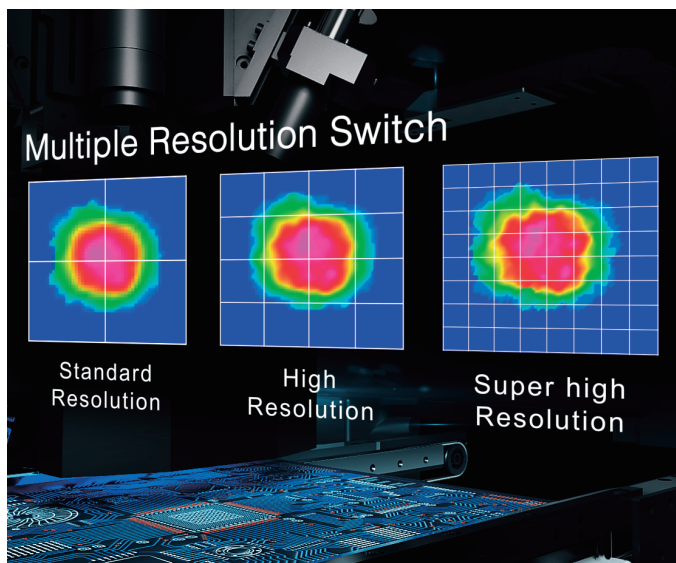 Multiple Resolution Switch
Standard
Resolution
High
Resolution
Super high
Resolution